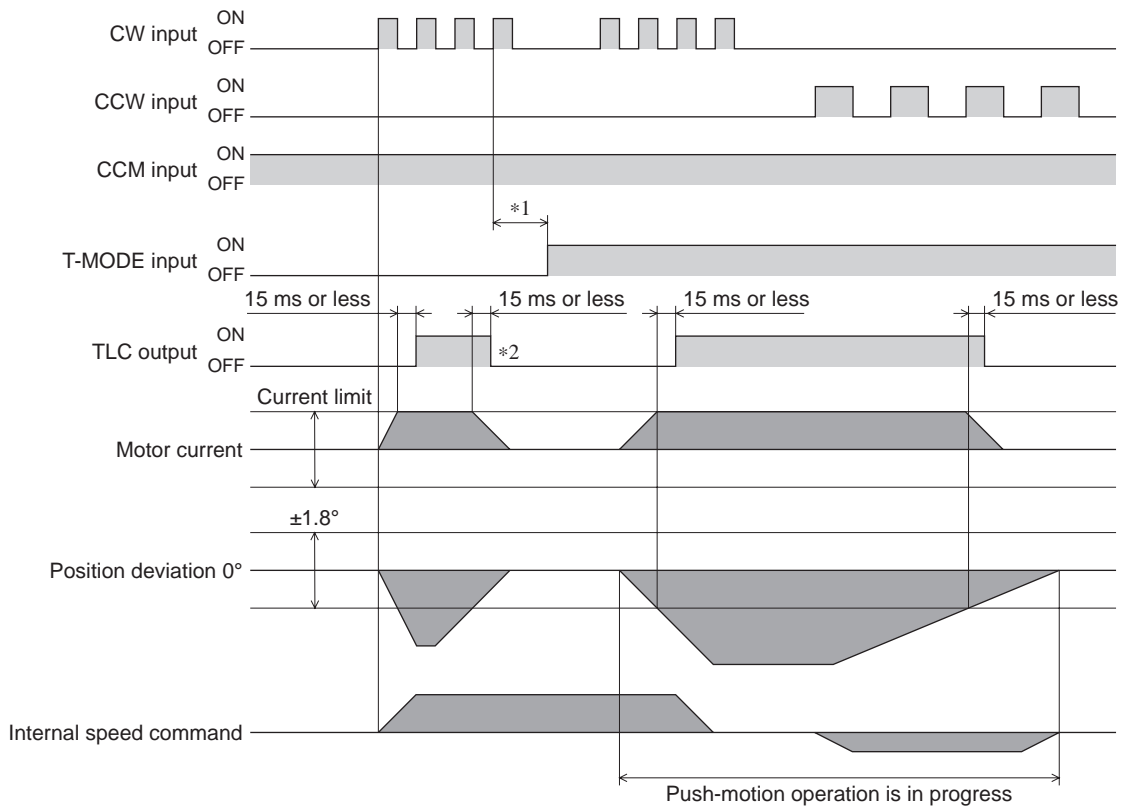 CW input
ON
OFF
CCW input
ON
OFF
CCM input
ON
OFF
*1
T-MODE input
ON
OFF
15 ms or less
15 ms or less
15 ms or less
15 ms or less
TLC output
ON
OFF
*2
Current limit
Motor current
±1.8°
Position deviation 0°
Internal speed command
Push-motion operation is in progress